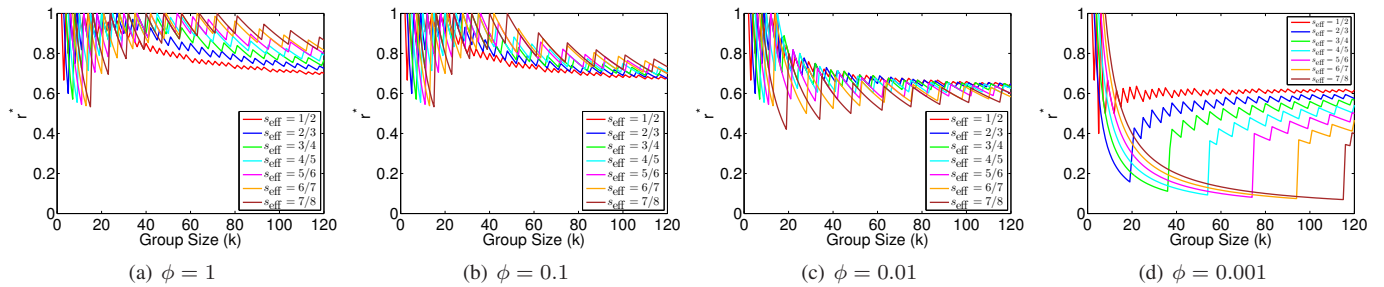 1
0.8
0.6
0.4
0.2
0
r*
0 20 40 60 80 100 120
Group Size (k)
s_eff = 1/2
s_eff = 2/3
s_eff = 3/4
s_eff = 4/5
s_eff = 5/6
s_eff = 6/7
s_eff = 7/8
(a) ϕ = 1
1
0.8
0.6
0.4
0.2
0
r*
0 20 40 60 80 100 120
Group Size (k)
s_eff = 1/2
s_eff = 2/3
s_eff = 3/4
s_eff = 4/5
s_eff = 5/6
s_eff = 6/7
s_eff = 7/8
(b) ϕ = 0.1
1
0.8
0.6
0.4
0.2
0
r*
0 20 40 60 80 100 120
Group Size (k)
s_eff = 1/2
s_eff = 2/3
s_eff = 3/4
s_eff = 4/5
s_eff = 5/6
s_eff = 6/7
s_eff = 7/8
(c) ϕ = 0.01
1
0.8
0.6
0.4
0.2
0
r*
0 20 40 60 80 100 120
Group Size (k)
s_eff = 1/2
s_eff = 2/3
s_eff = 3/4
s_eff = 4/5
s_eff = 5/6
s_eff = 6/7
s_eff = 7/8
(d) ϕ = 0.001